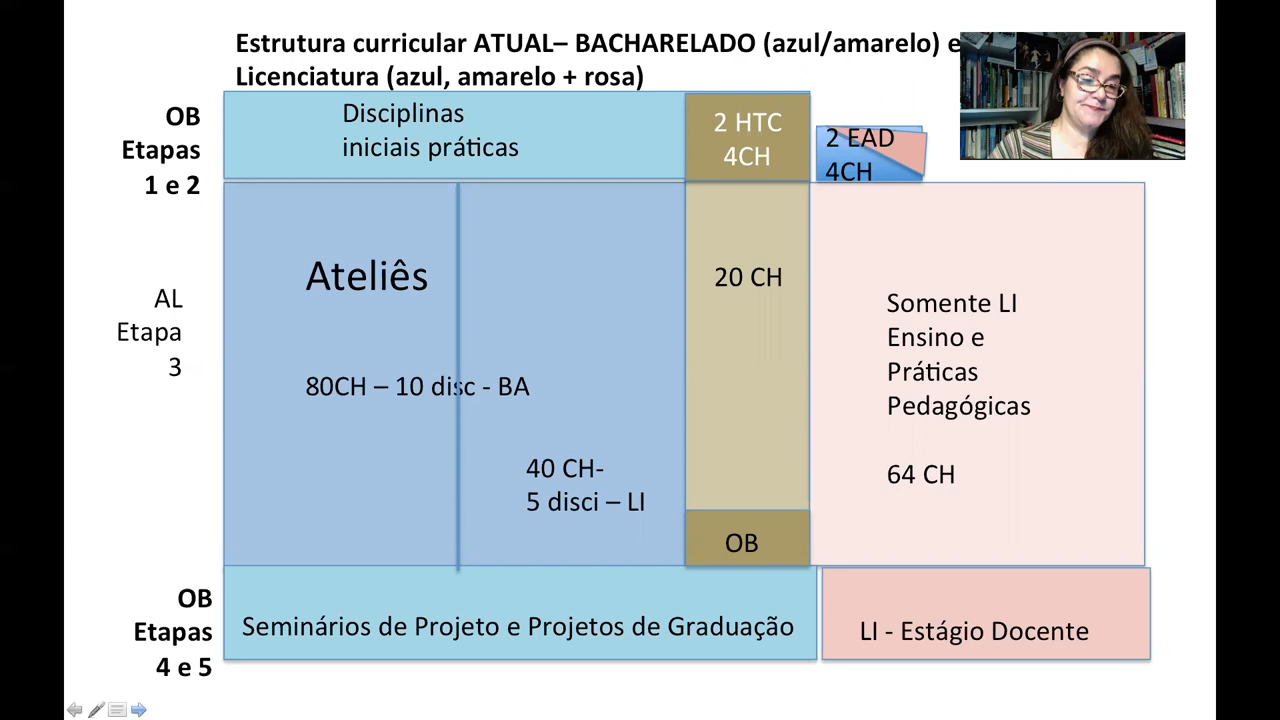 Estrutura curricular ATUAL– BACHARELADO (azul/amarelo) e
Licenciatura (azul, amarelo + rosa)
OB
Etapas
1 e 2
Disciplinas
iniciais práticas
2 HTC
4CH
2 EAD
4CH
AL
Etapa
3
Ateliês
80CH – 10 disc - BA
40 CH-
5 disci – LI
20 CH
OB
Somente LI
Ensino e
Práticas
Pedagógicas
64 CH
OB
Etapas
4 e 5
Seminários de Projeto e Projetos de Graduação
LI - Estágio Docente